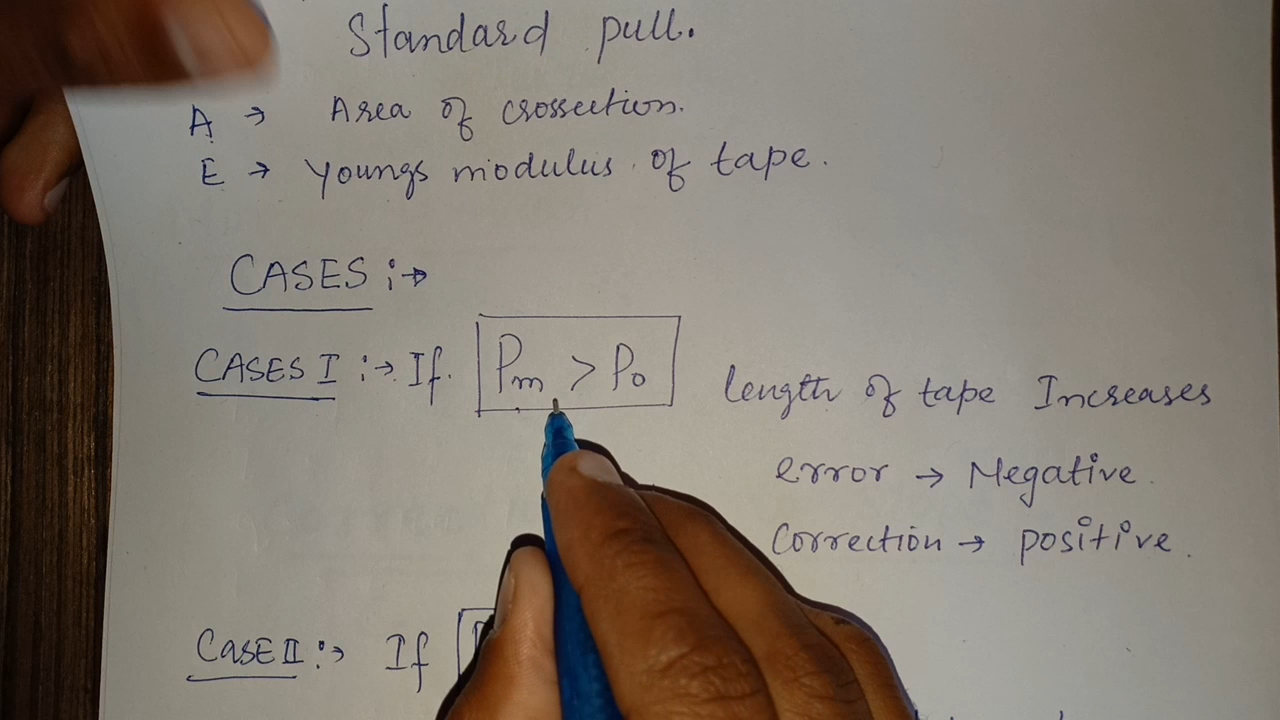 Standard pull.
A → Area of crossection.
E → Youngs modulus of tape.
CASES :→
CASES I :→ If. Pm > Po length of tape Increases
error → Negative.
Correction → positive.
Case II :→ If